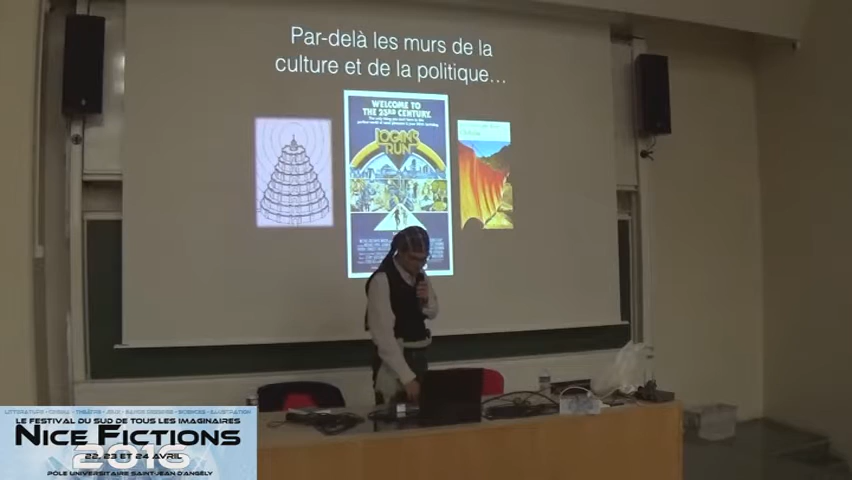 Par-delà les murs de la
culture et de la politique...
WELCOME TO
THE 23RD CENTURY.
LOGAN'S
RUN
LITTÉRATURE - CINÉMA - THÉÂTRE - JEUX - BANDE DESSINÉE - SCIENCES - ILLUSTRATION
LE FESTIVAL DU SUD DE TOUS LES IMAGINAIRES
NICE FICTIONS
22, 23 ET 24 AVRIL
2016
PÔLE UNIVERSITAIRE SAINT-JEAN D'ANGÉLY